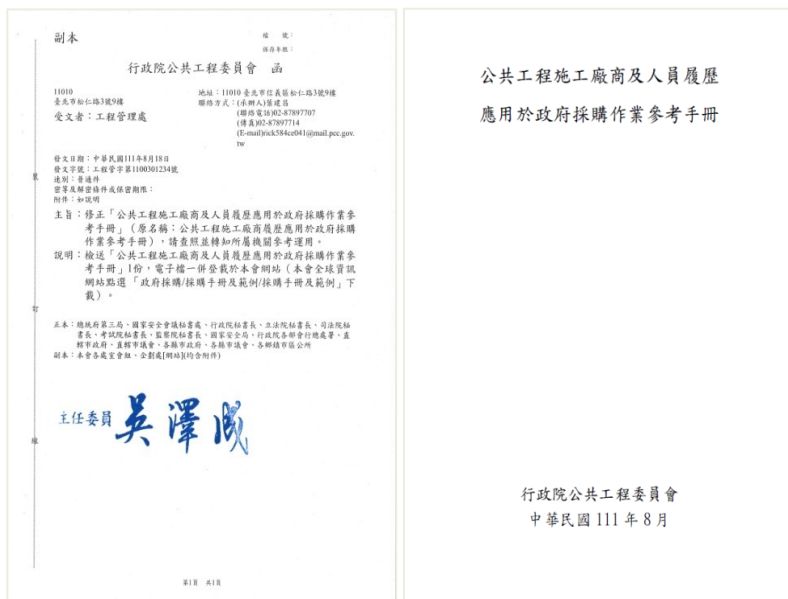 副本
檔　號：
保存年限：
行政院公共工程委員會　函
11010
臺北市松仁路3號9樓
受文者：工程管理處
地址：11010 臺北市信義區松仁路3號9樓
聯絡方式：(承辦人)葉建昌
(聯絡電話)02-87897707
(傳真)02-87897714
(E-mail)rick584ce041@mail.pcc.gov.
tw
發文日期：中華民國111年8月18日
發文字號：工程管字第1100301234號
速別：普通件
密等及解密條件或保密期限：
附件：如說明
主旨：修正「公共工程施工廠商及人員履歷應用於政府採購作業參
考手冊」（原名稱：公共工程施工廠商履歷應用於政府採購
作業參考手冊），請查照並轉知所屬機關參考運用。
說明：檢送「公共工程施工廠商及人員履歷應用於政府採購作業參
考手冊」1份，電子檔一併登載於本會網站（本會全球資訊
網站點選「政府採購/採購手冊及範例/採購手冊及範例」下
載）。
正本：總統府第三局、國家安全會議秘書處、行政院秘書長、立法院秘書長、司法院秘
書長、考試院秘書長、監察院秘書長、國家安全局、行政院各部會行總處署、直
轄市政府、直轄市議會、各縣市政府、各縣市議會、各鄉鎮市區公所
副本：本會各處室會組、企劃處[網站](均含附件)
主任委員 吳澤成
第1頁　共1頁
裝
訂
線
公共工程施工廠商及人員履歷
應用於政府採購作業參考手冊
行政院公共工程委員會
中華民國 111 年 8 月